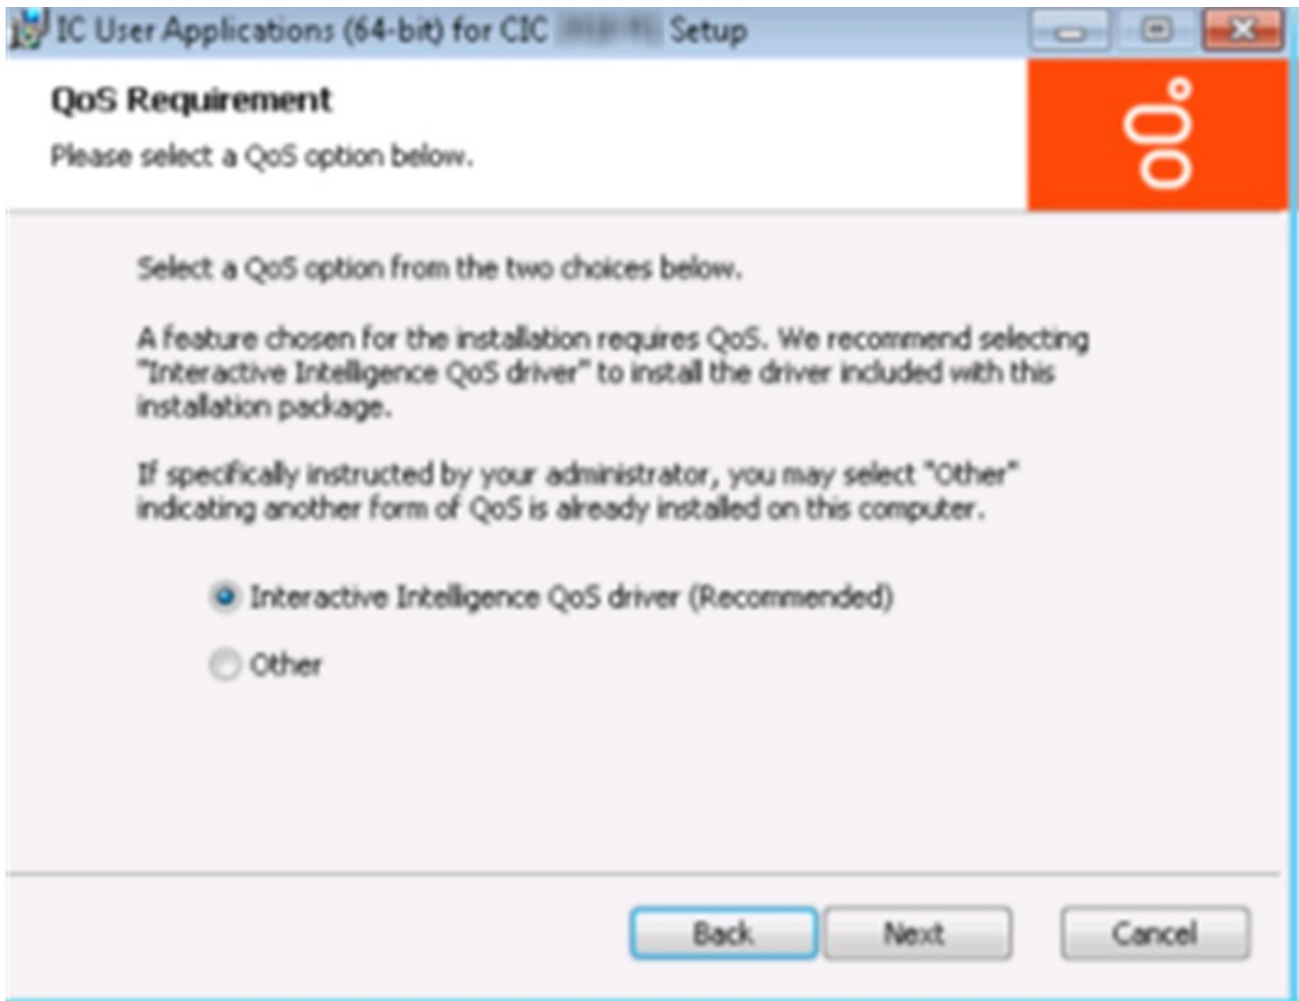 IC User Applications (64-bit) for CIC Setup
QoS Requirement
Please select a QoS option below.
Select a QoS option from the two choices below.
A feature chosen for the installation requires QoS. We recommend selecting
"Interactive Intelligence QoS driver" to install the driver included with this
installation package.
If specifically instructed by your administrator, you may select "Other"
indicating another form of QoS is already installed on this computer.
Interactive Intelligence QoS driver (Recommended)
Other
Back Next Cancel